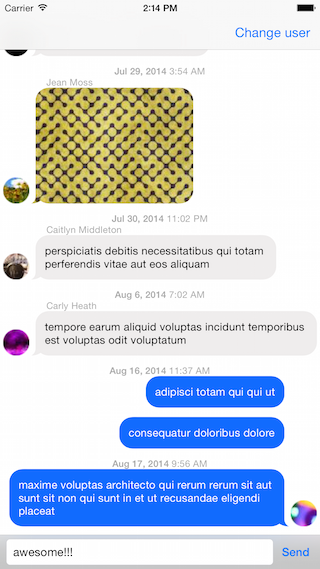 Carrier 2:14 PM
Change user
Jul 29, 2014 3:54 AM
Jean Moss
Jul 30, 2014 11:02 PM
Caitlyn Middleton
perspiciatis debitis necessitatibus qui totam
perferendis vitae aut eos aliquam
Aug 6, 2014 7:02 AM
Carly Heath
tempore earum aliquid voluptas incidunt temporibus
est voluptas odit voluptatum
Aug 16, 2014 11:37 AM
adipisci totam qui qui ut
consequatur doloribus dolore
Aug 17, 2014 9:56 AM
maxime voluptas architecto qui rerum rerum sit aut
sunt sit non qui sunt in et ut recusandae eligendi
placeat
awesome!!! Send